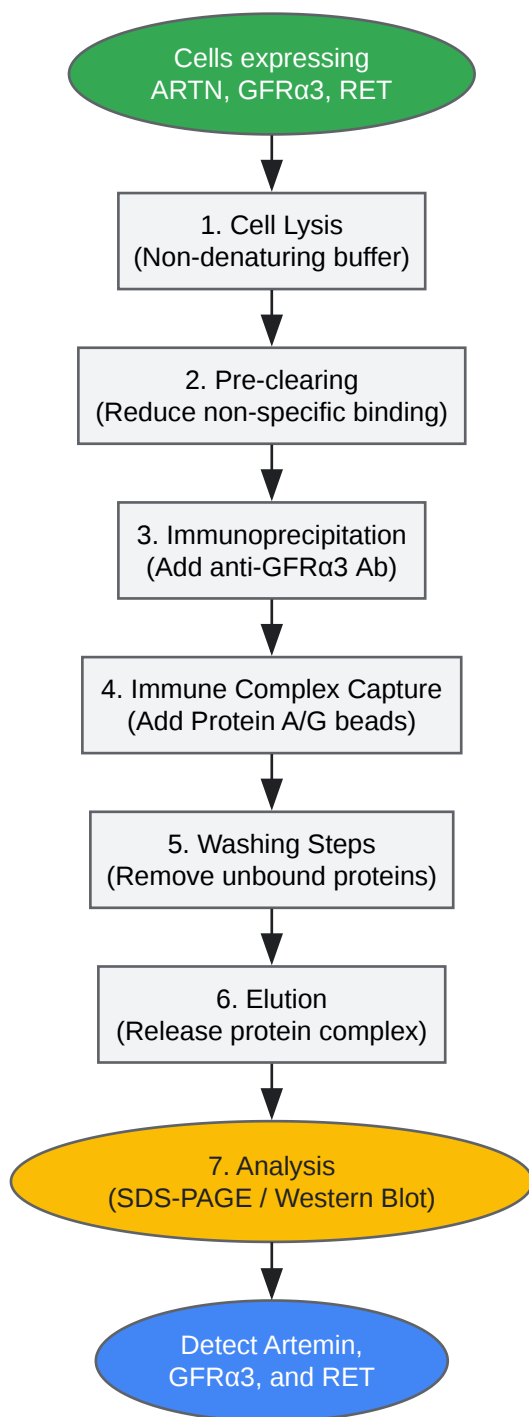 Cells expressing
ARTN, GFRα3, RET
1. Cell Lysis
(Non-denaturing buffer)
2. Pre-clearing
(Reduce non-specific binding)
3. Immunoprecipitation
(Add anti-GFRα3 Ab)
4. Immune Complex Capture
(Add Protein A/G beads)
5. Washing Steps
(Remove unbound proteins)
6. Elution
(Release protein complex)
7. Analysis
(SDS-PAGE / Western Blot)
Detect Artemin,
GFRα3, and RET